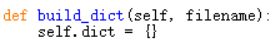 def build_dict(self, filename):
    self.dict = {}